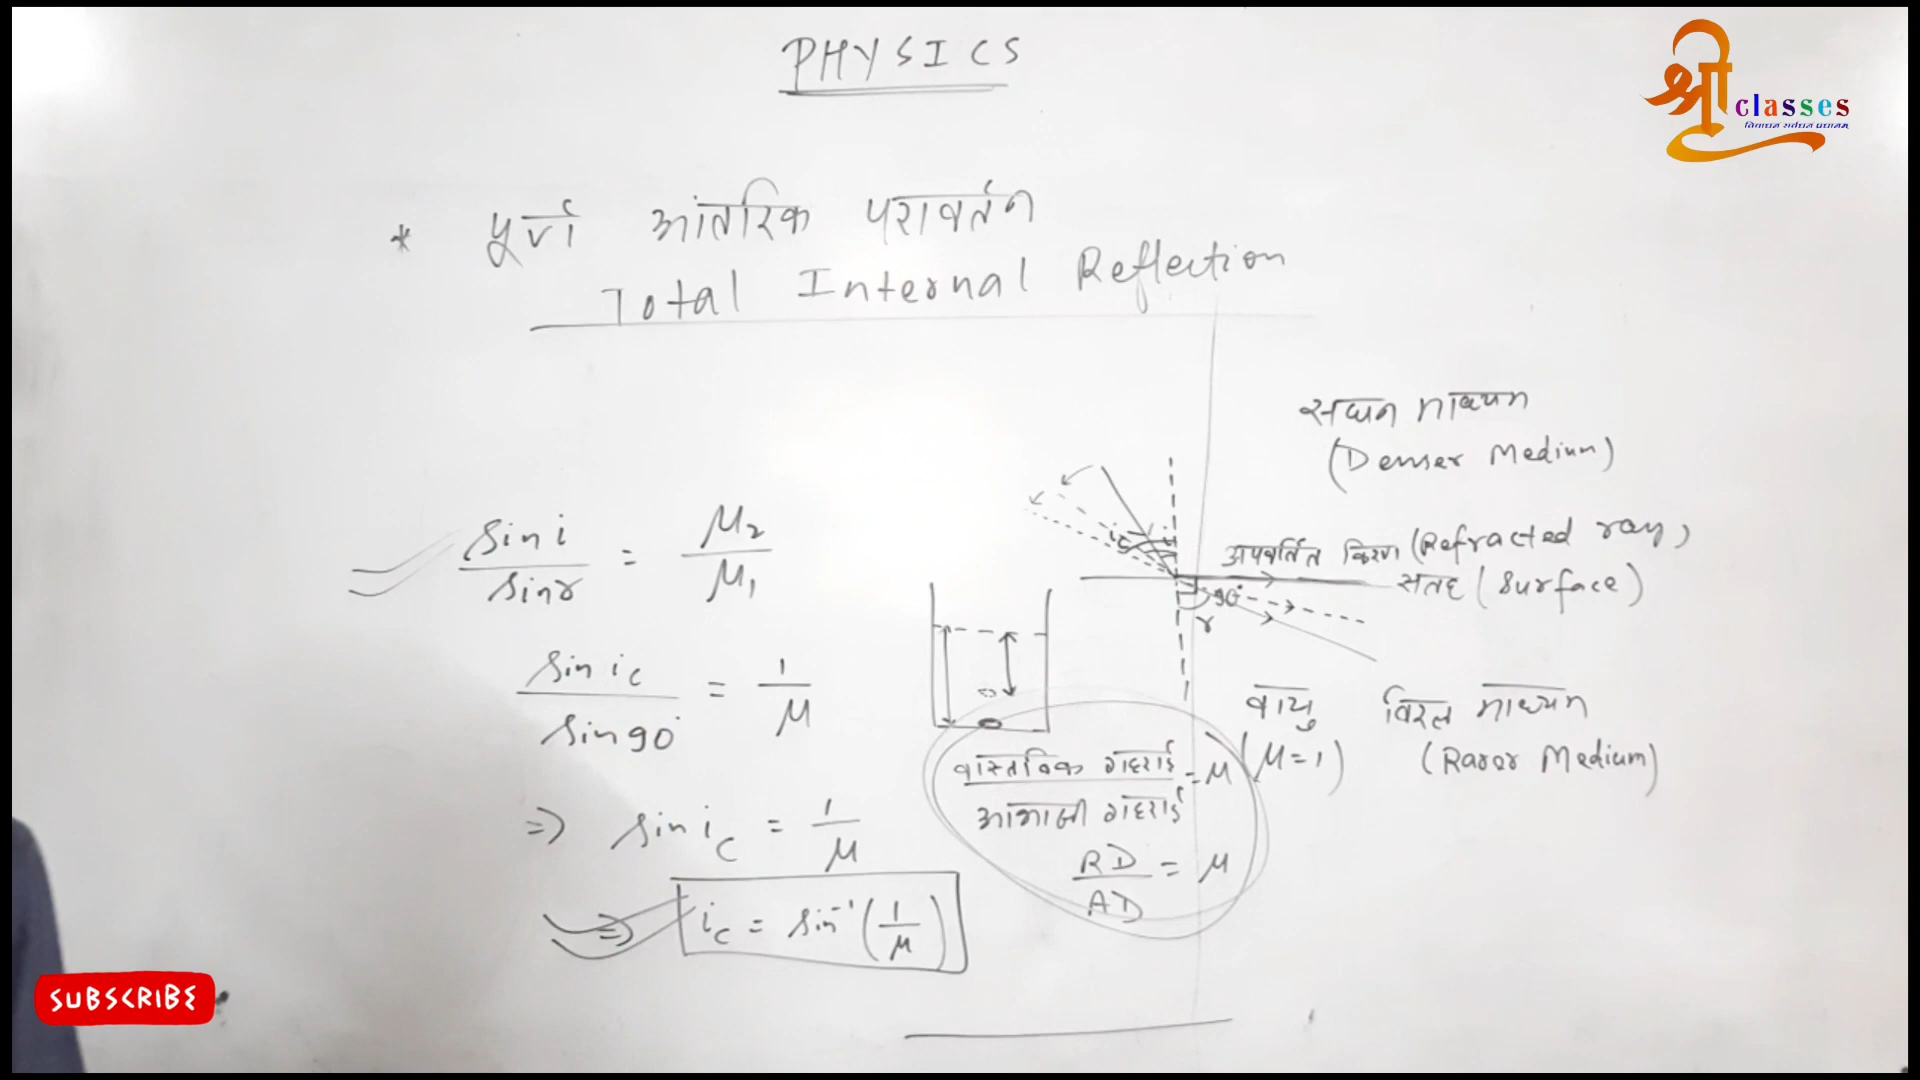 PHYSICS
श्री classes
* पूर्ण आंतरिक परावर्तन
Total Internal Reflection
सघन माध्यम
(Denser Medium)
sin i / sin r = μ2 / μ1
ic i
अपवर्तित किरण (Refracted ray)
सतह (Surface)
90°
r
sin ic / sin 90° = 1 / μ
वायु
(μ=1)
विरल माध्यम
(Rarer Medium)
वास्तविक गहराई / आभासी गहराई = μ
RD / AD = μ
⇒ sin ic = 1 / μ
⇒ ic = sin⁻¹ (1 / μ)
SUBSCRIBE